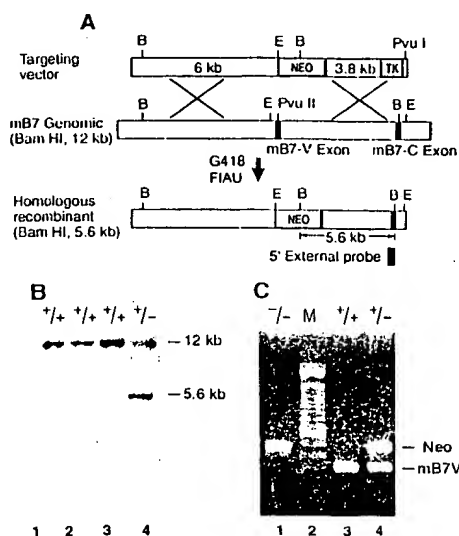 A
B E B Pvu I
Targeting
vector
6 kb NEO 3.8 kb TK
B E Pvu II B E
mB7 Genomic
(Bam HI, 12 kb)
mB7-V Exon mB7-C Exon
G418
FIAU
Homologous
recombinant
(Bam HI, 5.6 kb)
B E B B E
NEO
5.6 kb
5' External probe
B
+/+ +/+ +/+ +/-
12 kb
5.6 kb
1 2 3 4
C
-/- M +/+ +/-
Neo
mB7V
1 2 3 4